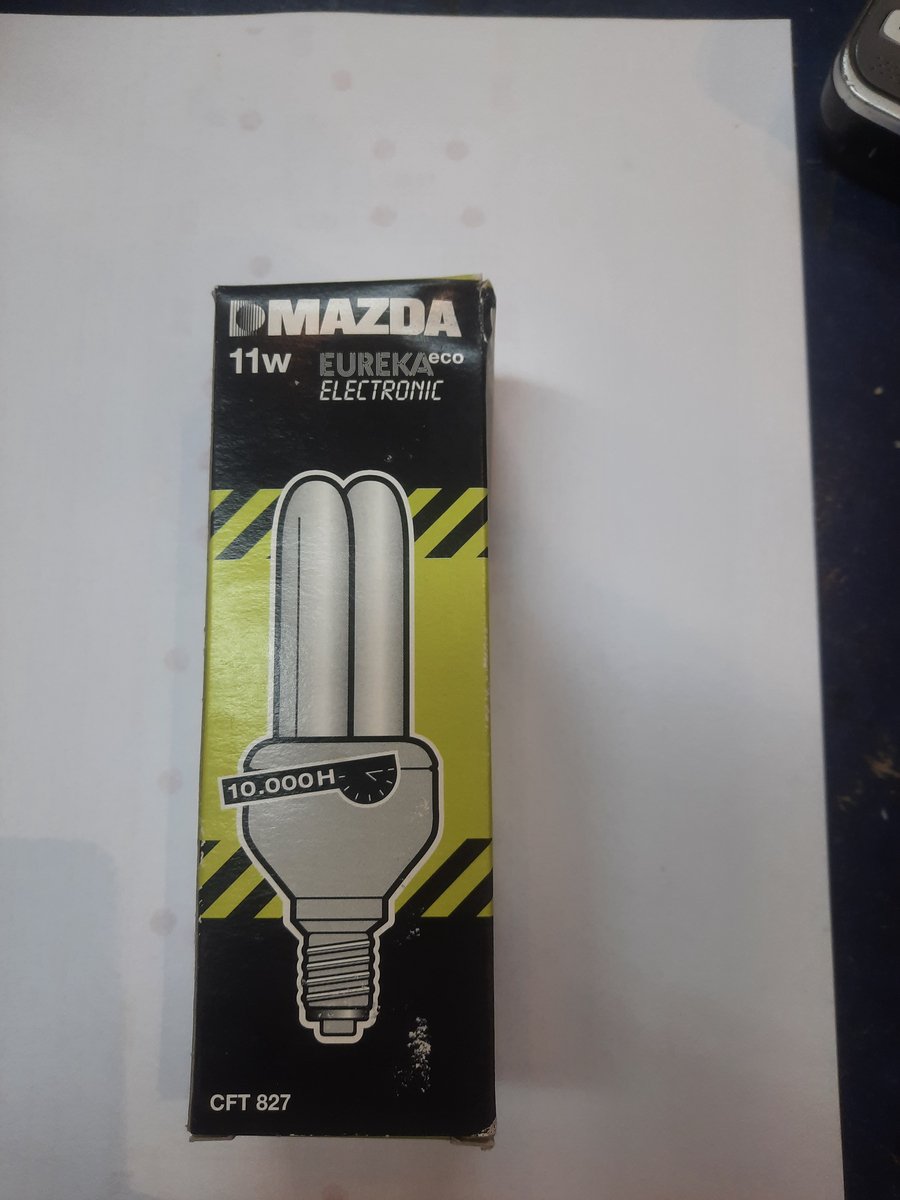 MAZDA
11w EUREKA eco
ELECTRONIC
10.000H
CFT 827